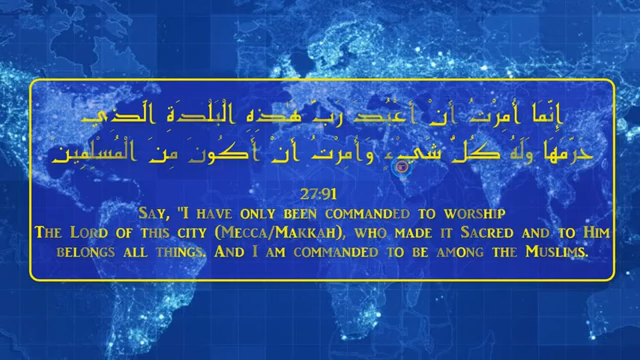 إِنَّمَا أُمِرْتُ أَنْ أَعْبُدَ رَبَّ هَٰذِهِ الْبَلْدَةِ الَّذِي
حَرَّمَهَا وَلَهُ كُلُّ شَيْءٍ وَأُمِرْتُ أَنْ أَكُونَ مِنَ الْمُسْلِمِينَ
27:91
Say, "I have only been commanded to worship
The Lord of this city (Mecca/Makkah), who made it Sacred and to Him
belongs all things. And I am commanded to be among the Muslims.